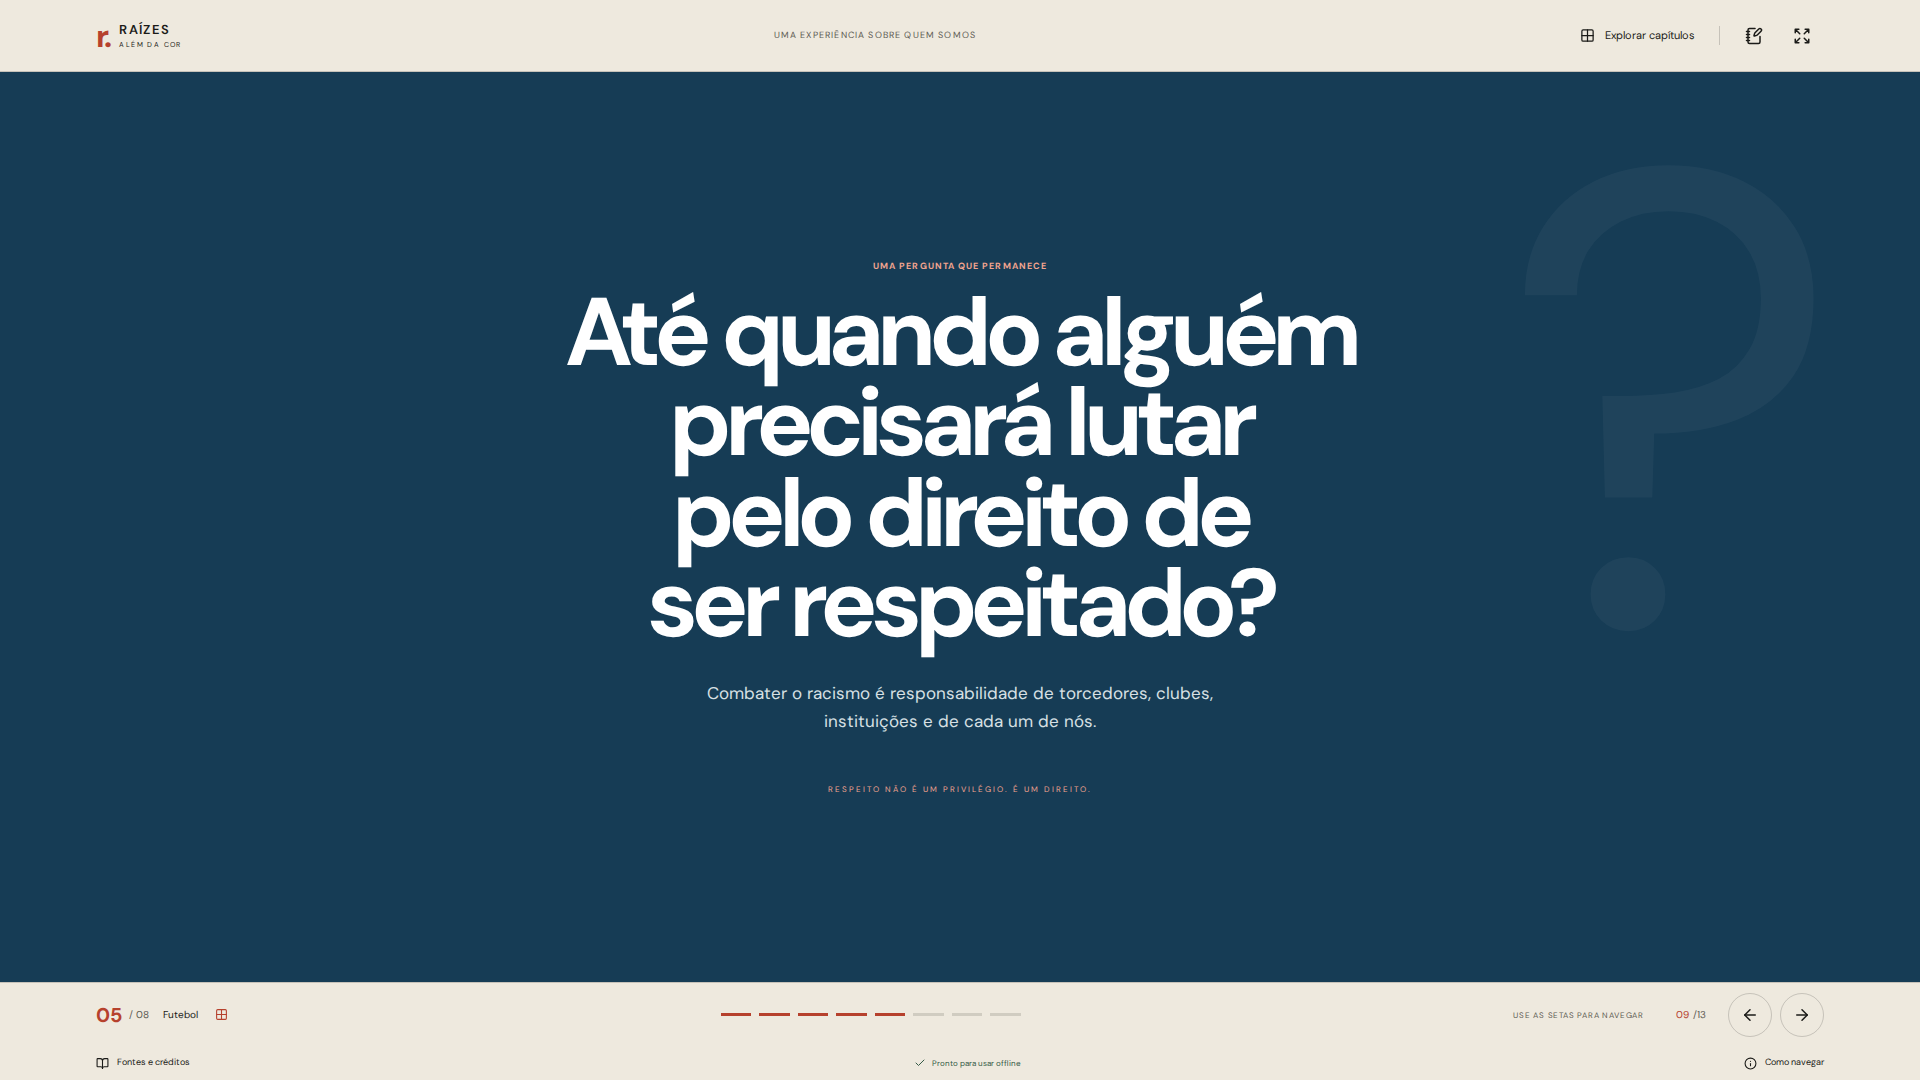 r.
RAÍZES
ALÉM DA COR
UMA EXPERIÊNCIA SOBRE QUEM SOMOS
Explorar capítulos
?
UMA PERGUNTA QUE PERMANECE
Até quando alguém
precisará lutar
pelo direito de
ser respeitado?
Combater o racismo é responsabilidade de torcedores, clubes,
instituições e de cada um de nós.
RESPEITO NÃO É UM PRIVILÉGIO. É UM DIREITO.
05 / 08 Futebol
USE AS SETAS PARA NAVEGAR
09 /13
Fontes e créditos
Pronto para usar offline
Como navegar